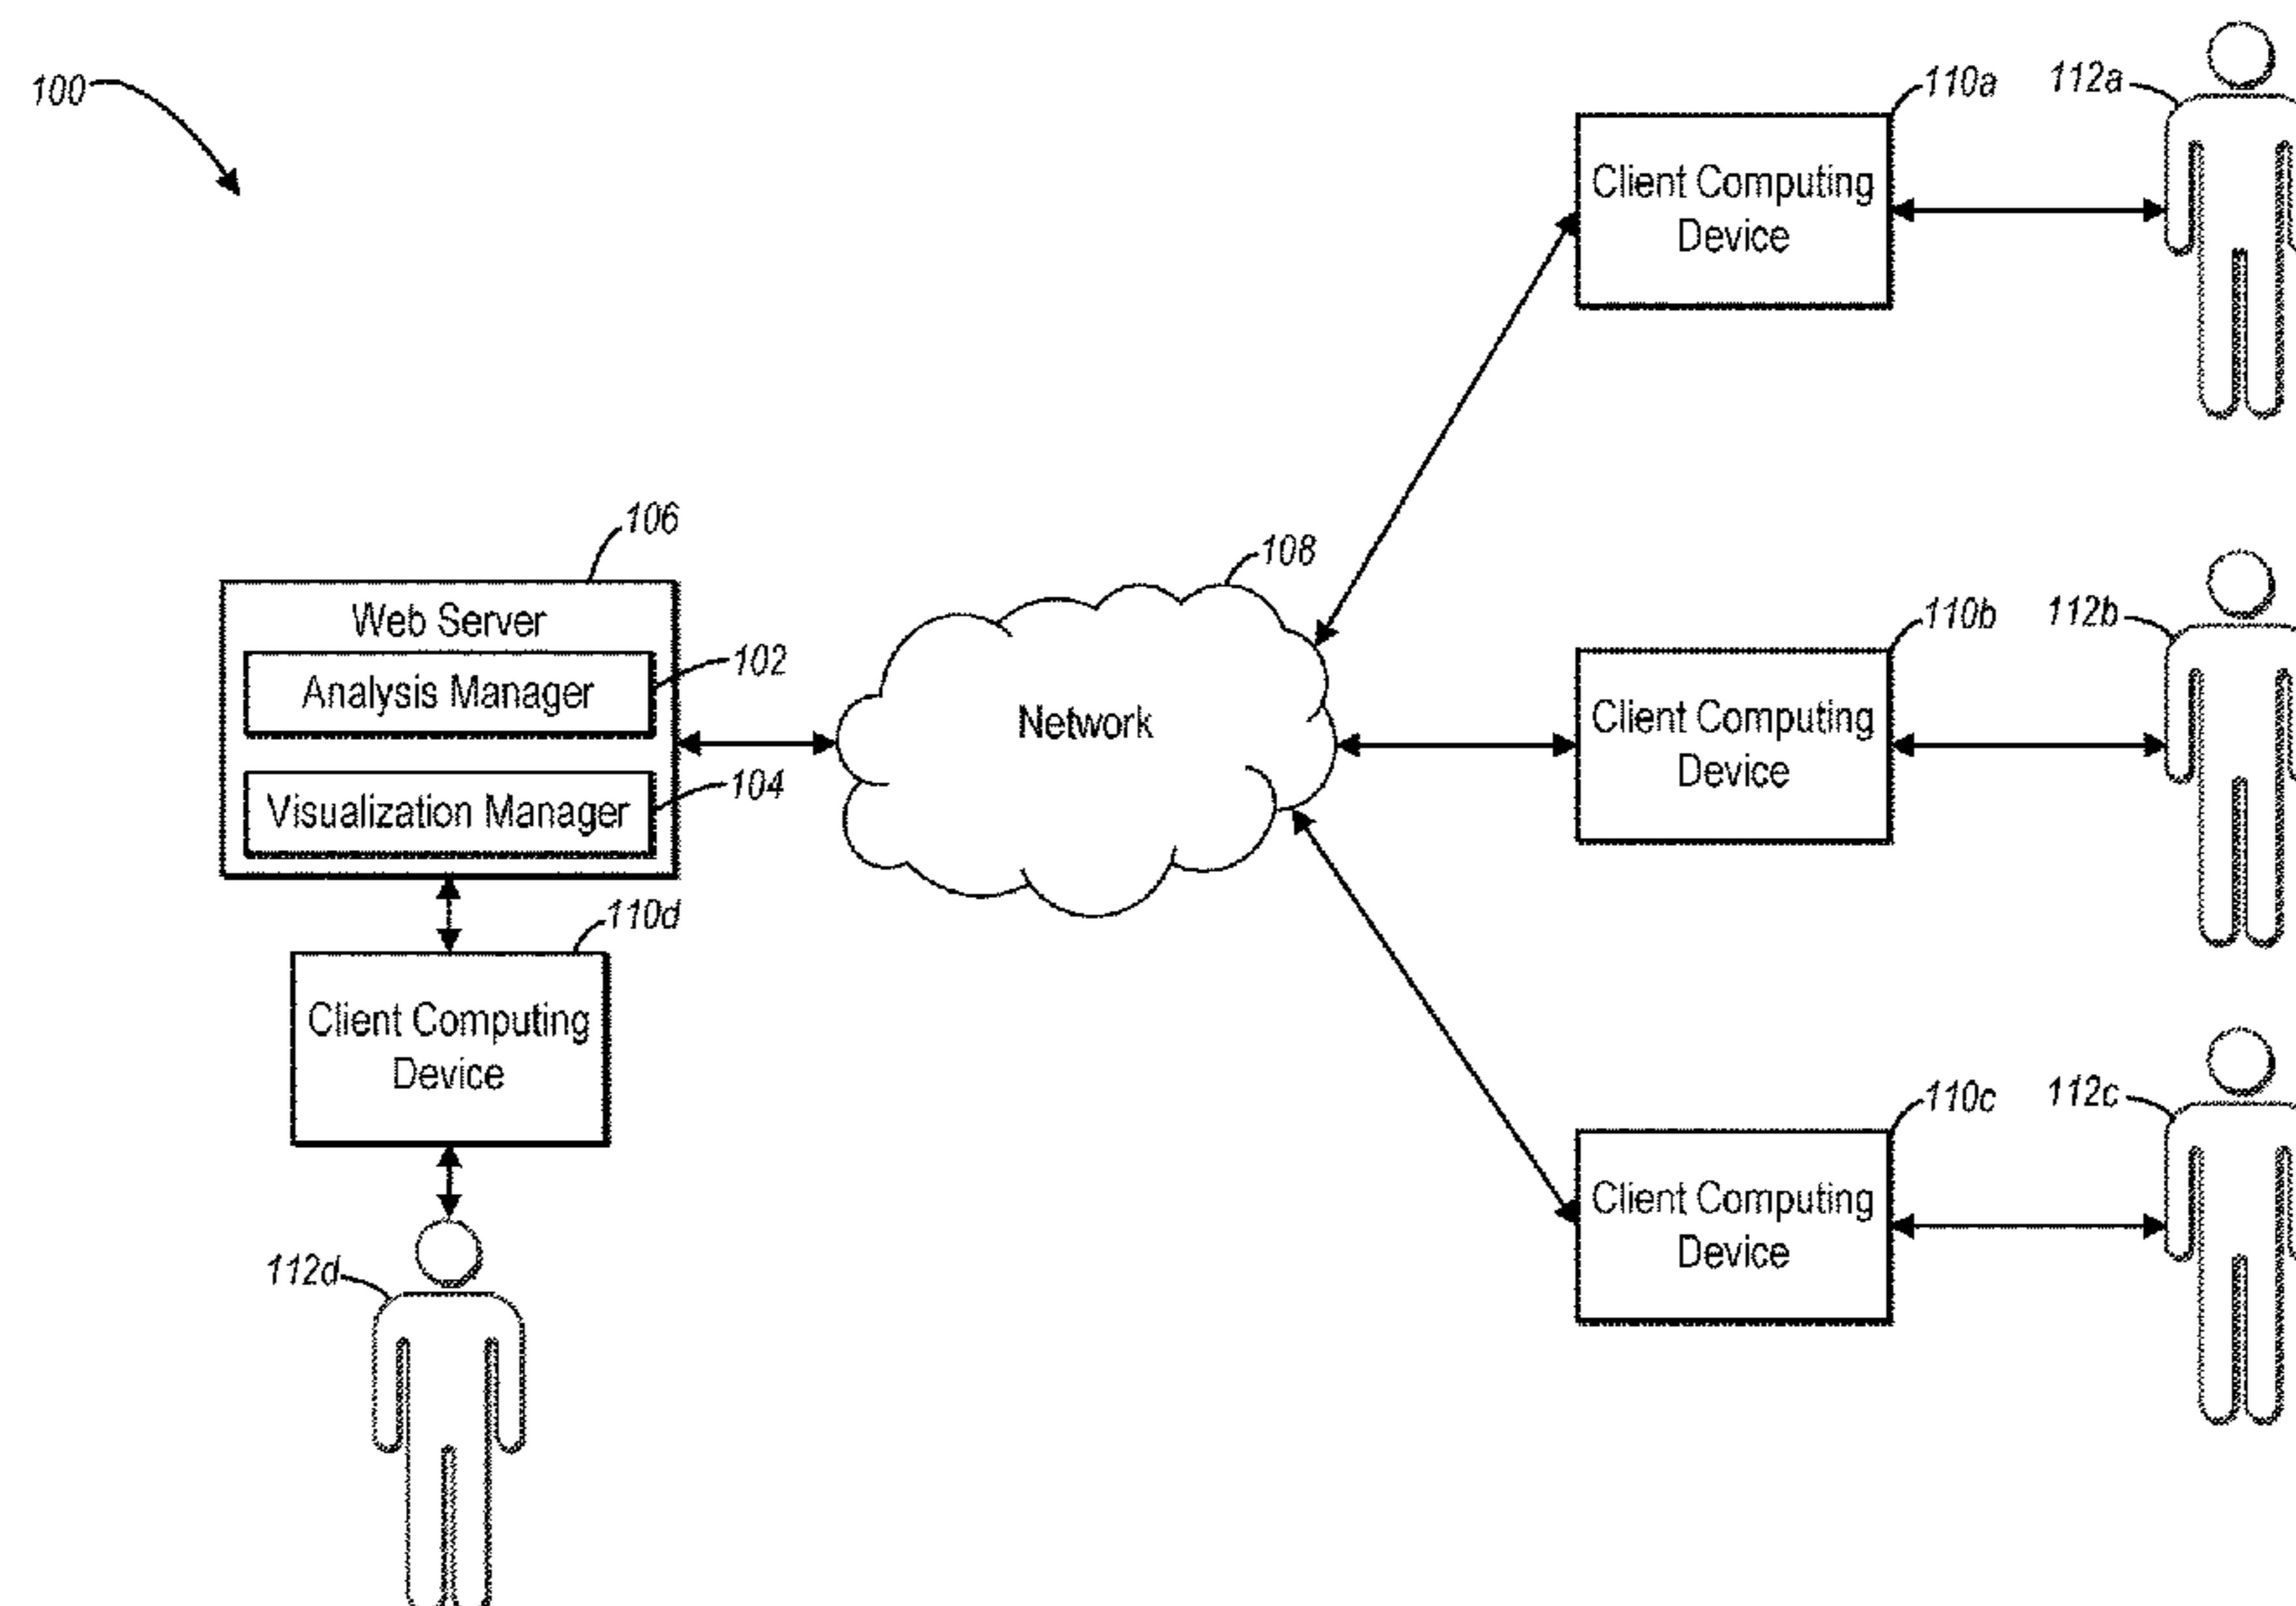 100
110a
112a
Client Computing
Device
106
108
Web Server
110b
112b
Analysis Manager
102
Network
Client Computing
Device
Visualization Manager
104
110d
Client Computing
Device
110c
112c
Client Computing
Device
112d